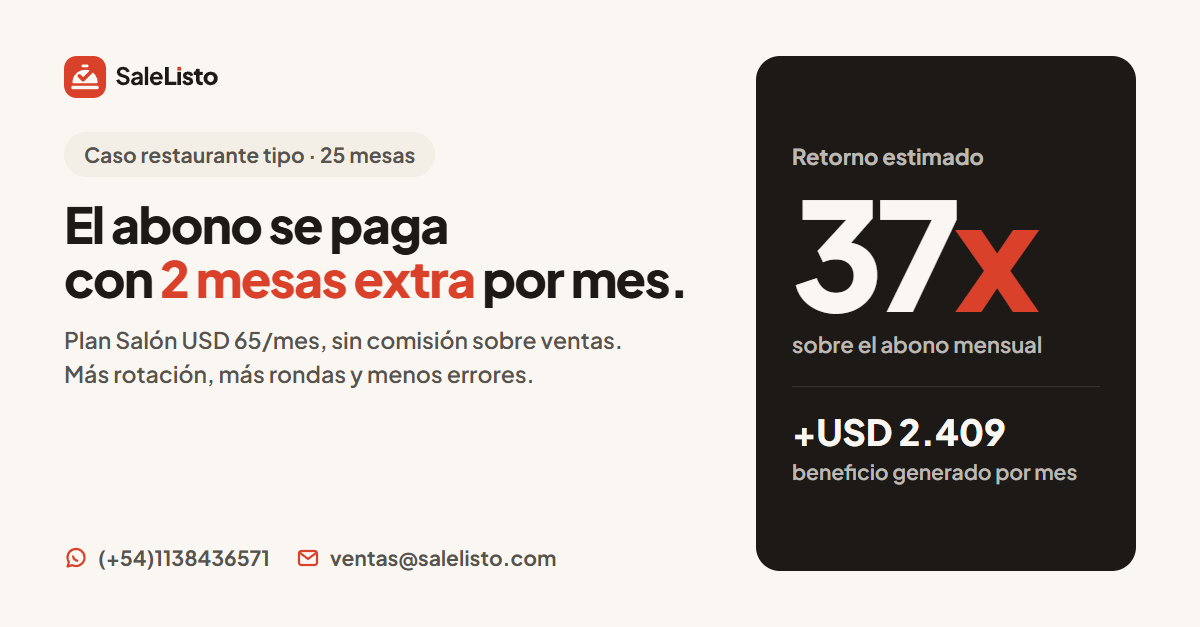 SaleListo
Caso restaurante tipo · 25 mesas
El abono se paga
con 2 mesas extra por mes.
Plan Salón USD 65/mes, sin comisión sobre ventas.
Más rotación, más rondas y menos errores.
(+54)1138436571
ventas@salelisto.com
Retorno estimado
37x
sobre el abono mensual
+USD 2.409
beneficio generado por mes